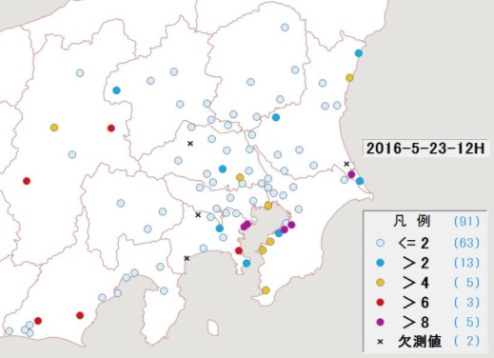 2016-5-23-12H
凡 例 (91)
<= 2 (63)
> 2 (13)
> 4 ( 5)
> 6 ( 3)
> 8 ( 5)
× 欠測値 ( 2)